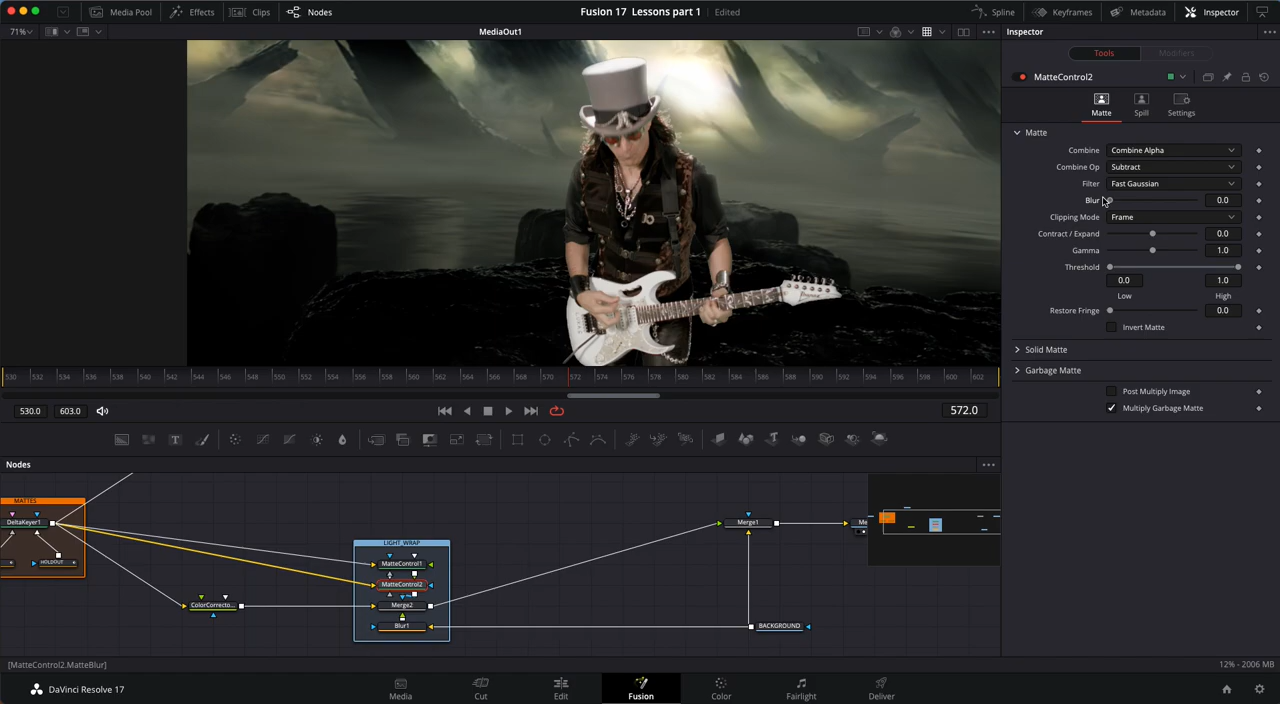 Media Pool Effects Clips Nodes Fusion 17 Lessons part 1 Edited Spline Keyframes Metadata Inspector
71% MediaOut1 Inspector
Tools Modifiers
MatteControl2
Matte Spill Settings
Matte
Combine Combine Alpha
Combine Op Subtract
Filter Fast Gaussian
Blur 0.0
Clipping Mode Frame
Contract / Expand 0.0
Gamma 1.0
Threshold
0.0 1.0
Low High
Restore Fringe 0.0
Invert Matte
Solid Matte
Garbage Matte
Post Multiply Image
Multiply Garbage Matte
Ibanez
530 532 534 536 538 540 542 544 546 548 550 552 554 556 558 560 562 564 566 568 570 572 574 576 578 580 582 584 586 588 590 592 594 596 598 600 602
530.0 603.0 572.0
Nodes
MATTES
DeltaKeyer1
HOLDOUT
LIGHT_WRAP
MatteControl1
MatteControl2
ColorCorrecto... Merge2
Blur1
Merge1 Me
BACKGROUND
[MatteControl2.MatteBlur] 12% - 2006 MB
DaVinci Resolve 17 Media Cut Edit Fusion Color Fairlight Deliver